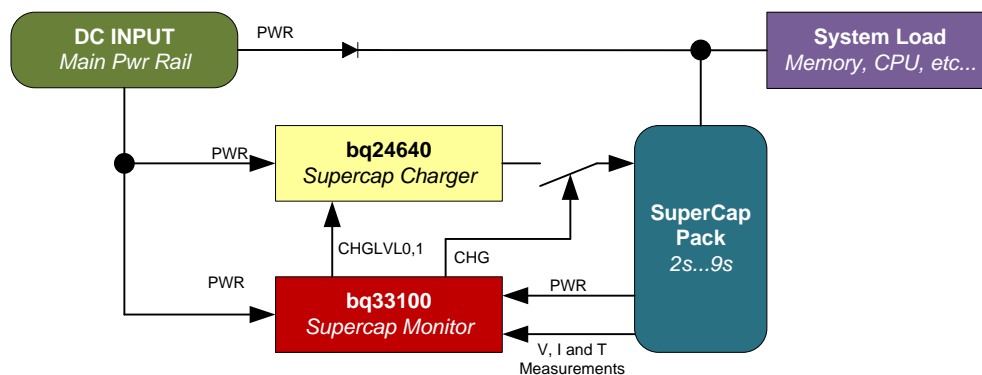 DC INPUT
Main Pwr Rail
PWR
System Load
Memory, CPU, etc...
PWR
bq24640
Supercap Charger
SuperCap
Pack
2s...9s
CHGLVL0,1
CHG
PWR
bq33100
Supercap Monitor
PWR
V, I and T
Measurements